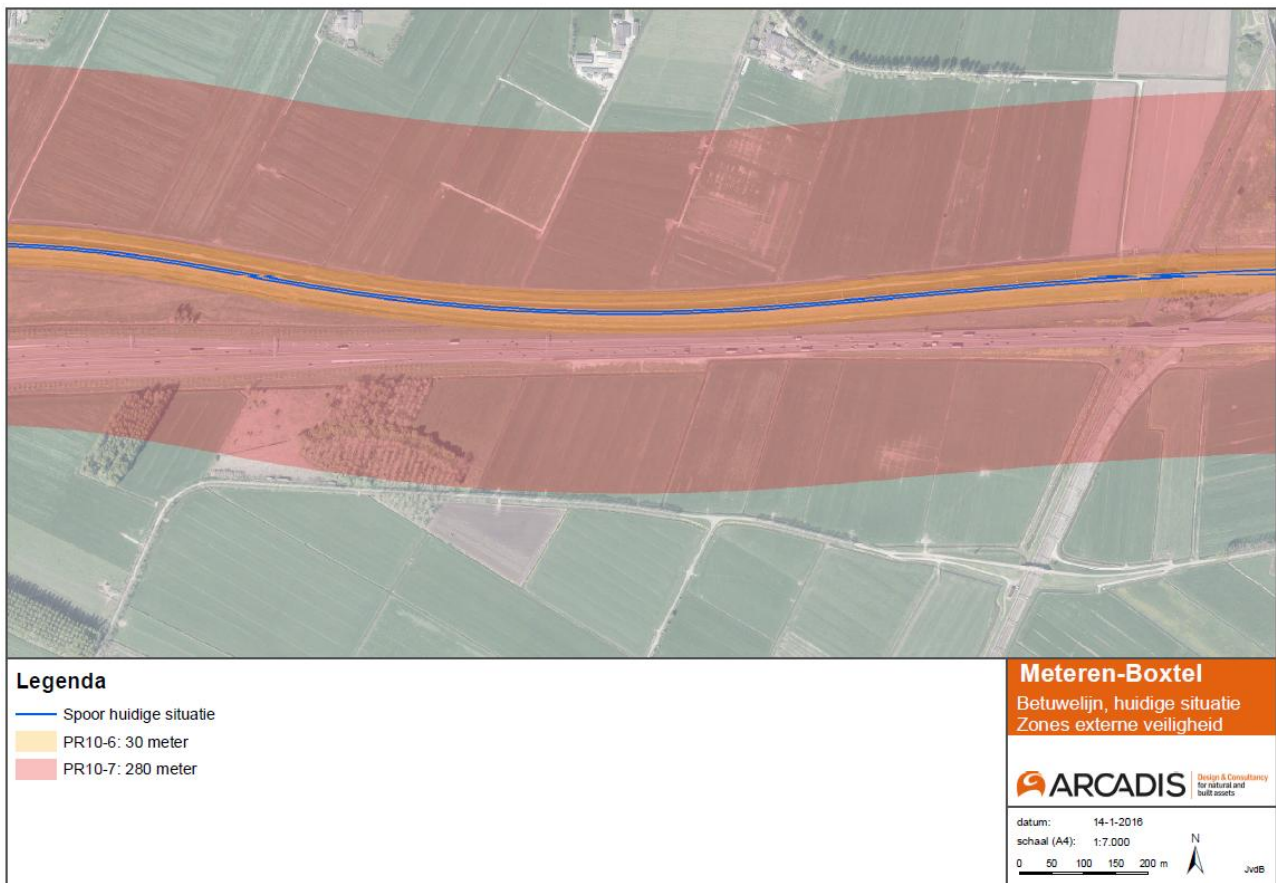 Legenda
Spoor huidige situatie
PR10-6: 30 meter
PR10-7: 280 meter
Meteren-Boxtel
Betuwelijn, huidige situatie
Zones externe veiligheid
ARCADIS
Design & Consultancy
for natural and
built assets
datum: 14-1-2016
schaal (A4): 1:7.000
N
0 50 100 150 200 m
JvdB